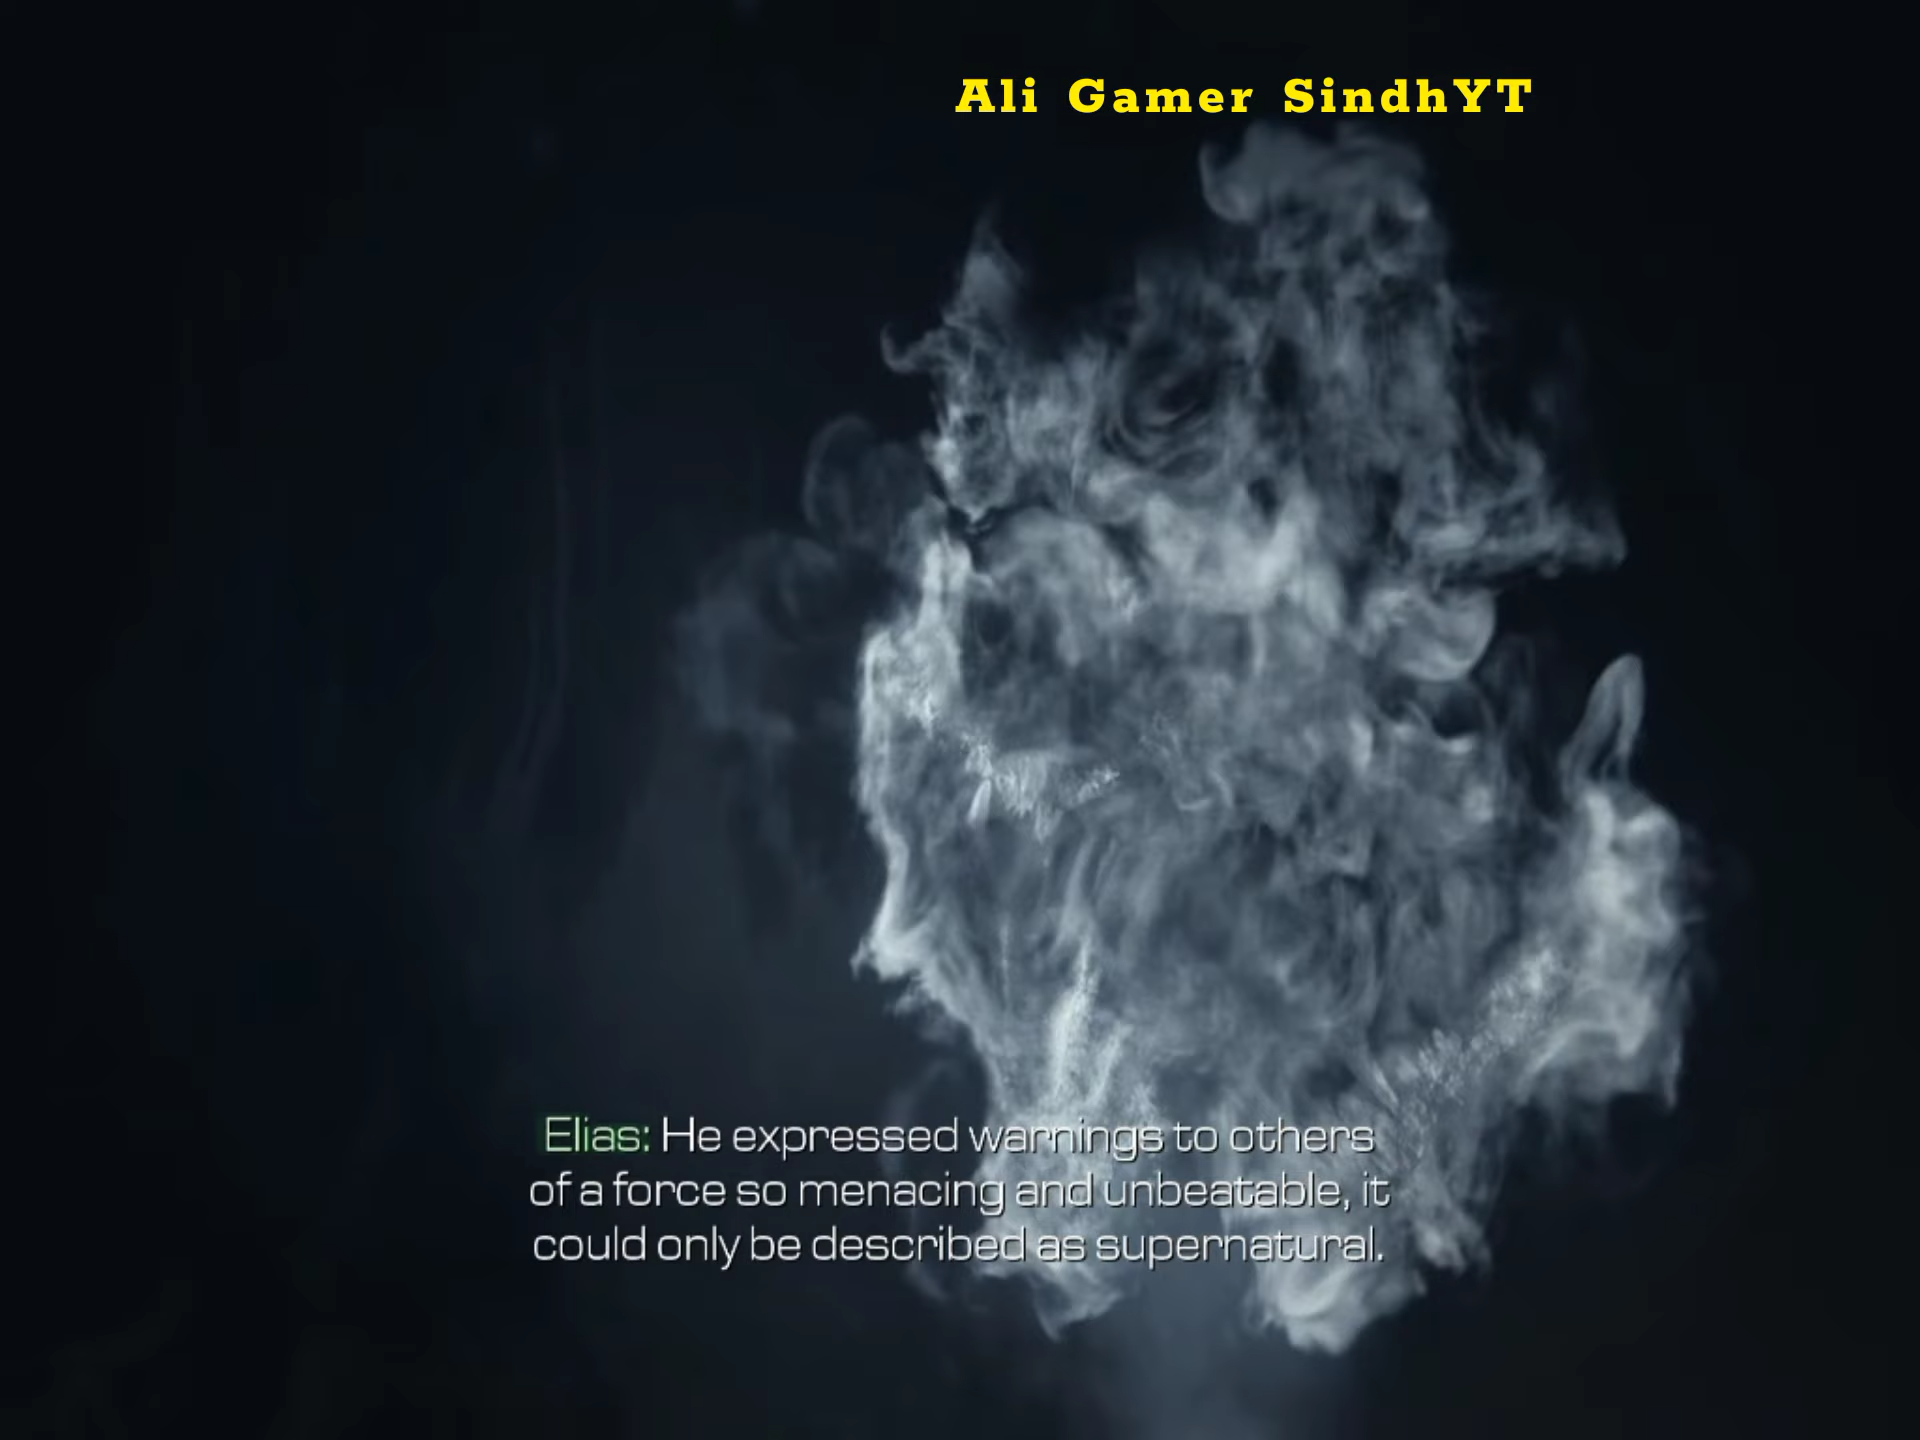 Ali Gamer SindhYT
Elias: He expressed warnings to others
of a force so menacing and unbeatable, it
could only be described as supernatural.